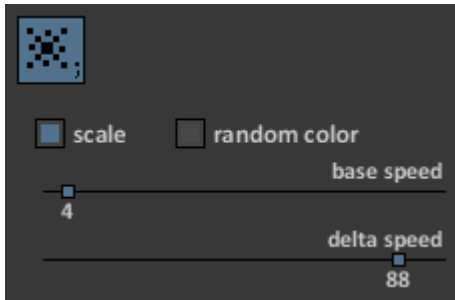 ;
scale
random color
base speed
4
delta speed
88